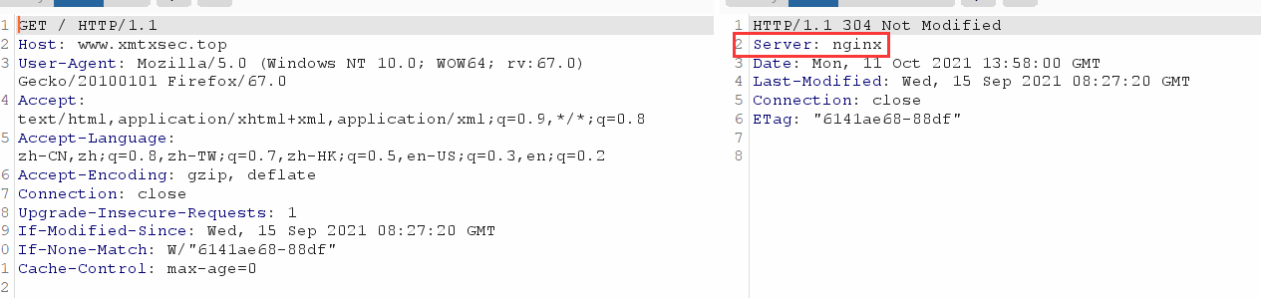 1 GET / HTTP/1.1
2 Host: www.xmtxsec.top
3 User-Agent: Mozilla/5.0 (Windows NT 10.0; WOW64; rv:67.0)
Gecko/20100101 Firefox/67.0
4 Accept:
text/html,application/xhtml+xml,application/xml;q=0.9,*/*;q=0.8
5 Accept-Language:
zh-CN,zh;q=0.8,zh-TW;q=0.7,zh-HK;q=0.5,en-US;q=0.3,en;q=0.2
6 Accept-Encoding: gzip, deflate
7 Connection: close
8 Upgrade-Insecure-Requests: 1
9 If-Modified-Since: Wed, 15 Sep 2021 08:27:20 GMT
0 If-None-Match: W/"6141ae68-88df"
1 Cache-Control: max-age=0
2
1 HTTP/1.1 304 Not Modified
2 Server: nginx
3 Date: Mon, 11 Oct 2021 13:58:00 GMT
4 Last-Modified: Wed, 15 Sep 2021 08:27:20 GMT
5 Connection: close
6 ETag: "6141ae68-88df"
7
8